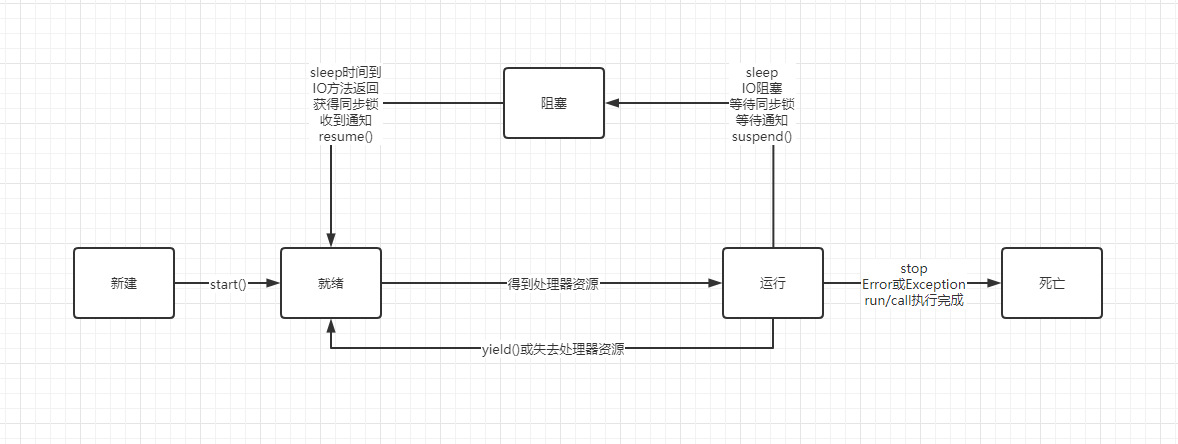 sleep时间到
IO方法返回
获得同步锁
收到通知
resume()
阻塞
sleep
IO阻塞
等待同步锁
等待通知
suspend()
新建
start()
就绪
得到处理器资源
运行
stop
Error或Exception
run/call执行完成
死亡
yield()或失去处理器资源